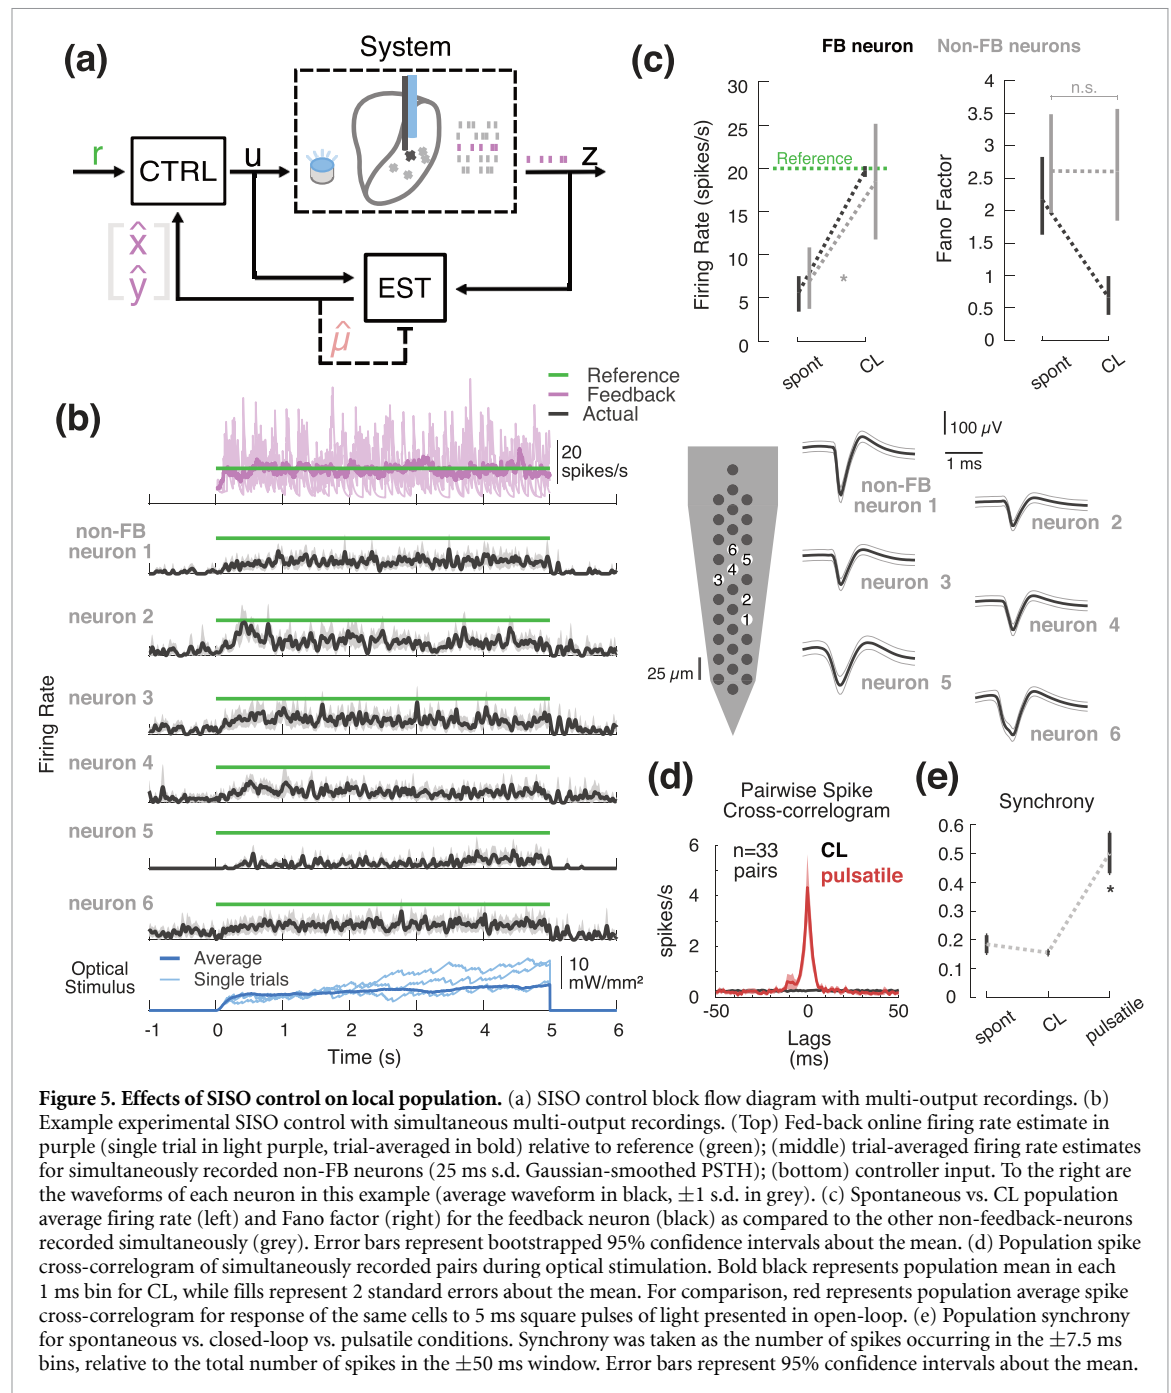 (a)
System
r
CTRL
u
z
x̂
ŷ
EST
μ̂
(c)
FB neuron
Non-FB neurons
Firing Rate (spikes/s)
30
25
20
15
10
5
0
Reference
*
spont
CL
Fano Factor
4
3.5
3
2.5
2
1.5
1
0.5
0
n.s.
spont
CL
(b)
Reference
Feedback
Actual
20
spikes/s
Firing Rate
non-FB
neuron 1
neuron 2
neuron 3
neuron 4
neuron 5
neuron 6
Optical
Stimulus
Average
Single trials
10
mW/mm²
-1
0
1
2
3
4
5
6
Time (s)
6
5
4
3
2
1
25 μm
100 μV
1 ms
non-FB
neuron 1
neuron 2
neuron 3
neuron 4
neuron 5
neuron 6
(d)
Pairwise Spike
Cross-correlogram
n=33
pairs
CL
pulsatile
spikes/s
6
4
2
0
-50
0
50
Lags
(ms)
(e)
Synchrony
0.6
0.5
0.4
0.3
0.2
0.1
0
*
spont
CL
pulsatile
Figure 5. Effects of SISO control on local population. (a) SISO control block flow diagram with multi-output recordings. (b)
Example experimental SISO control with simultaneous multi-output recordings. (Top) Fed-back online firing rate estimate in
purple (single trial in light purple, trial-averaged in bold) relative to reference (green); (middle) trial-averaged firing rate estimates
for simultaneously recorded non-FB neurons (25 ms s.d. Gaussian-smoothed PSTH); (bottom) controller input. To the right are
the waveforms of each neuron in this example (average waveform in black, ±1 s.d. in grey). (c) Spontaneous vs. CL population
average firing rate (left) and Fano factor (right) for the feedback neuron (black) as compared to the other non-feedback-neurons
recorded simultaneously (grey). Error bars represent bootstrapped 95% confidence intervals about the mean. (d) Population spike
cross-correlogram of simultaneously recorded pairs during optical stimulation. Bold black represents population mean in each
1 ms bin for CL, while fills represent 2 standard errors about the mean. For comparison, red represents population average spike
cross-correlogram for response of the same cells to 5 ms square pulses of light presented in open-loop. (e) Population synchrony
for spontaneous vs. closed-loop vs. pulsatile conditions. Synchrony was taken as the number of spikes occurring in the ±7.5 ms
bins, relative to the total number of spikes in the ±50 ms window. Error bars represent 95% confidence intervals about the mean.